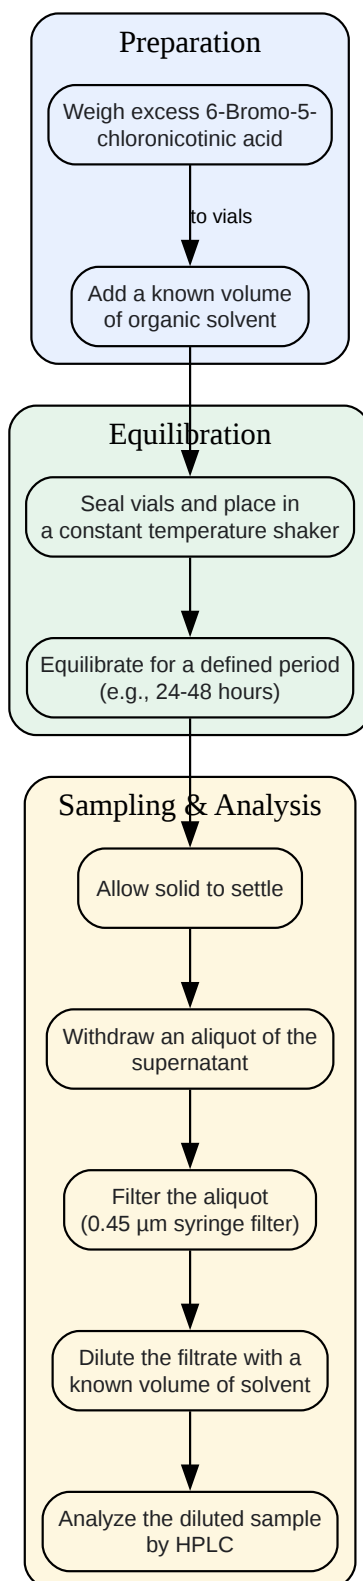 Preparation
Weigh excess 6-Bromo-5-
chloronicotinic acid
to vials
Add a known volume
of organic solvent
Equilibration
Seal vials and place in
a constant temperature shaker
Equilibrate for a defined period
(e.g., 24-48 hours)
Sampling & Analysis
Allow solid to settle
Withdraw an aliquot of the
supernatant
Filter the aliquot
(0.45 µm syringe filter)
Dilute the filtrate with a
known volume of solvent
Analyze the diluted sample
by HPLC